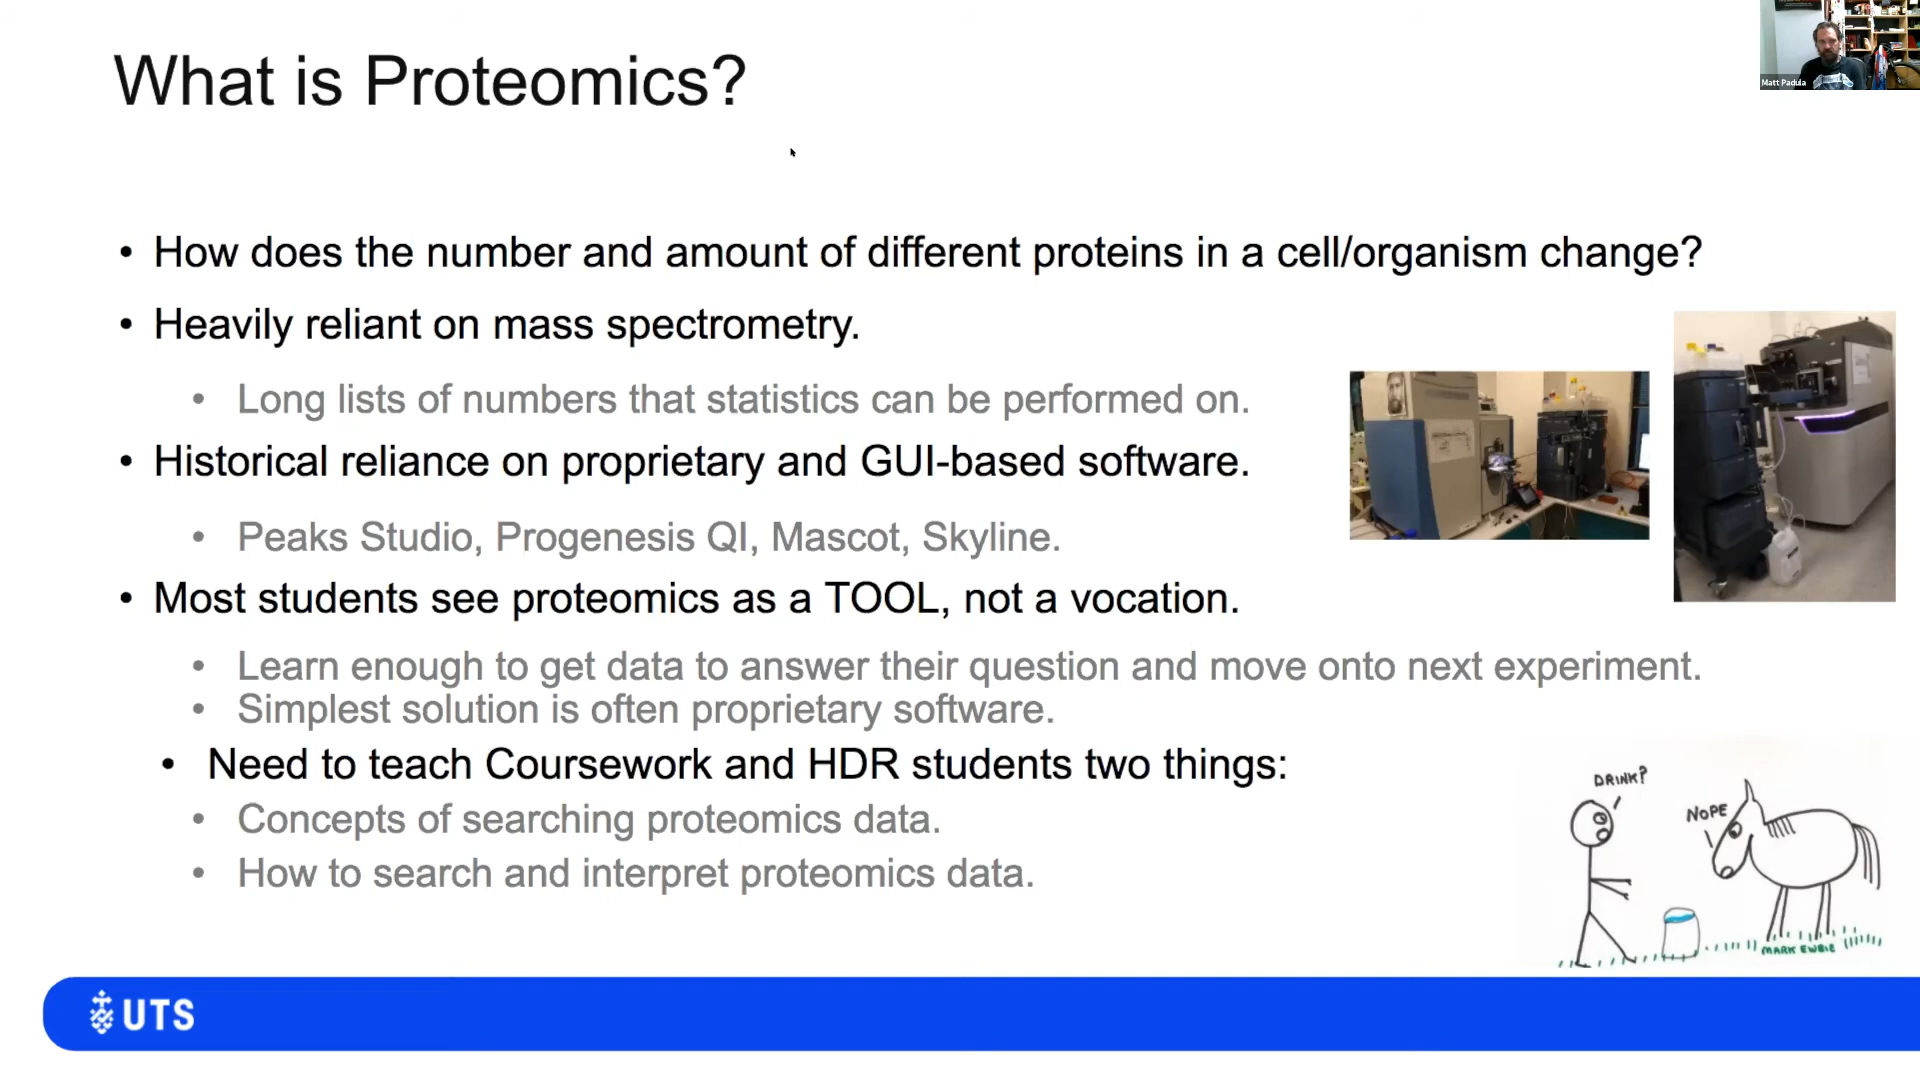 What is Proteomics?
Matt Padula
• How does the number and amount of different proteins in a cell/organism change?
• Heavily reliant on mass spectrometry.
• Long lists of numbers that statistics can be performed on.
• Historical reliance on proprietary and GUI-based software.
• Peaks Studio, Progenesis QI, Mascot, Skyline.
• Most students see proteomics as a TOOL, not a vocation.
• Learn enough to get data to answer their question and move onto next experiment.
• Simplest solution is often proprietary software.
• Need to teach Coursework and HDR students two things:
• Concepts of searching proteomics data.
• How to search and interpret proteomics data.
DRINK?
NOPE
MARK EWBIE
UTS